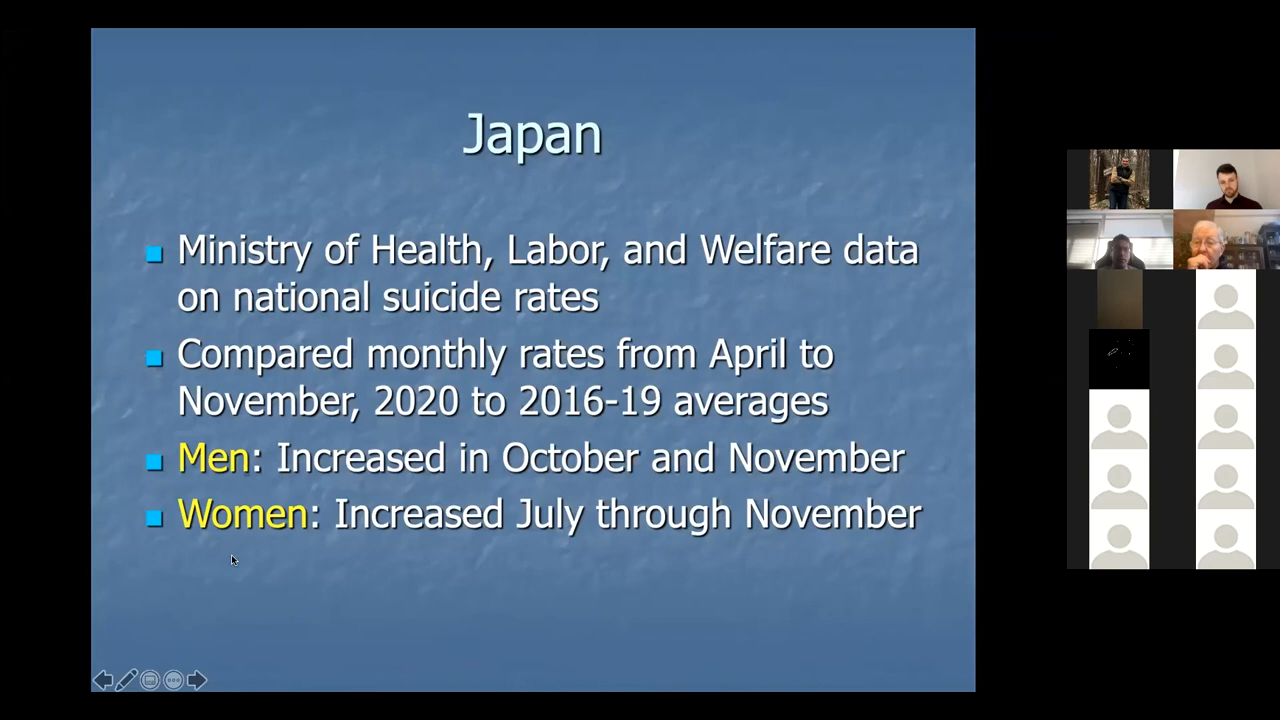 Japan
Ministry of Health, Labor, and Welfare data
on national suicide rates
Compared monthly rates from April to
November, 2020 to 2016-19 averages
Men: Increased in October and November
Women: Increased July through November